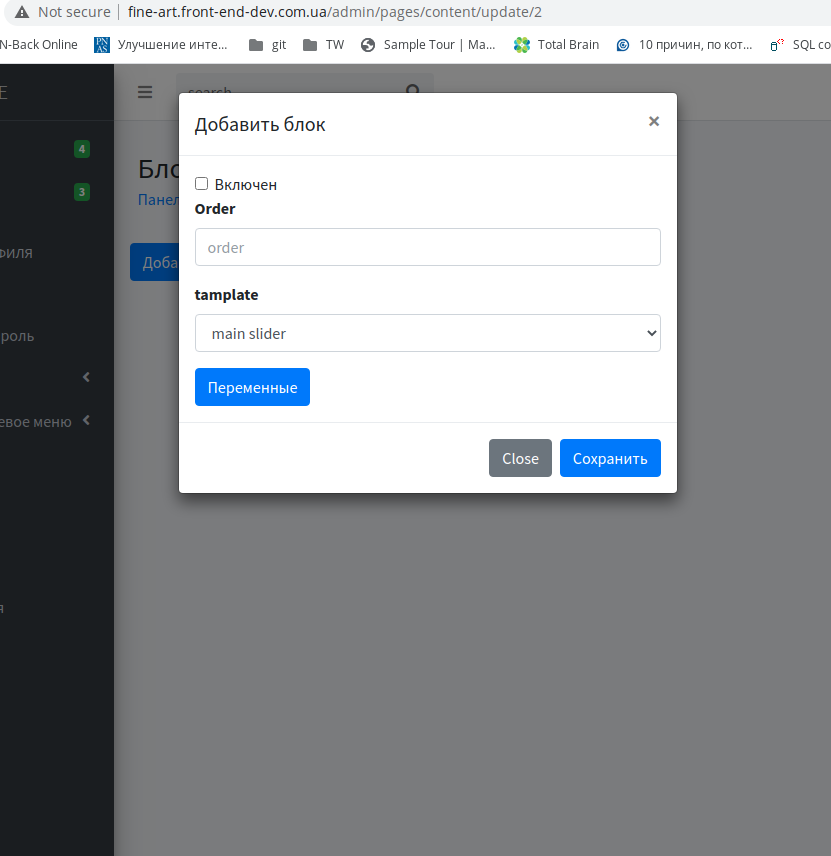 Not secure fine-art.front-end-dev.com.ua/admin/pages/content/update/2
N-Back Online Улучшение инте... git TW Sample Tour | Ma... Total Brain 10 причин, по кот... SQL co
E search
Добавить блок ×
4
Бло
3
Панел
Включен
Order
ФИЛЯ
order
Доба
tamplate
роль
main slider
Переменные
евое меню
Close Сохранить
я